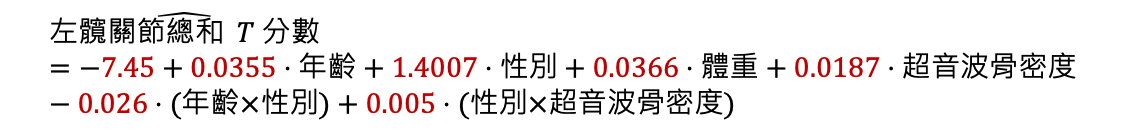 左髖關節總和 T 分數
= −7.45 + 0.0355 · 年齡 + 1.4007 · 性別 + 0.0366 · 體重 + 0.0187 · 超音波骨密度
− 0.026 · (年齡×性別) + 0.005 · (性別×超音波骨密度)